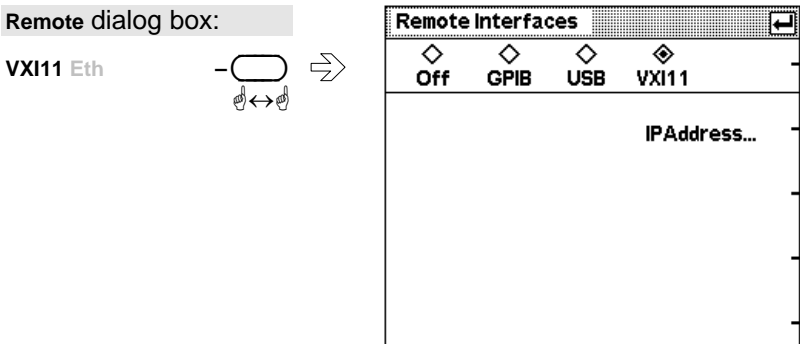 Remote dialog box:
VXI11 Eth
Remote Interfaces
Off GPIB USB VXI11
IPAddress...